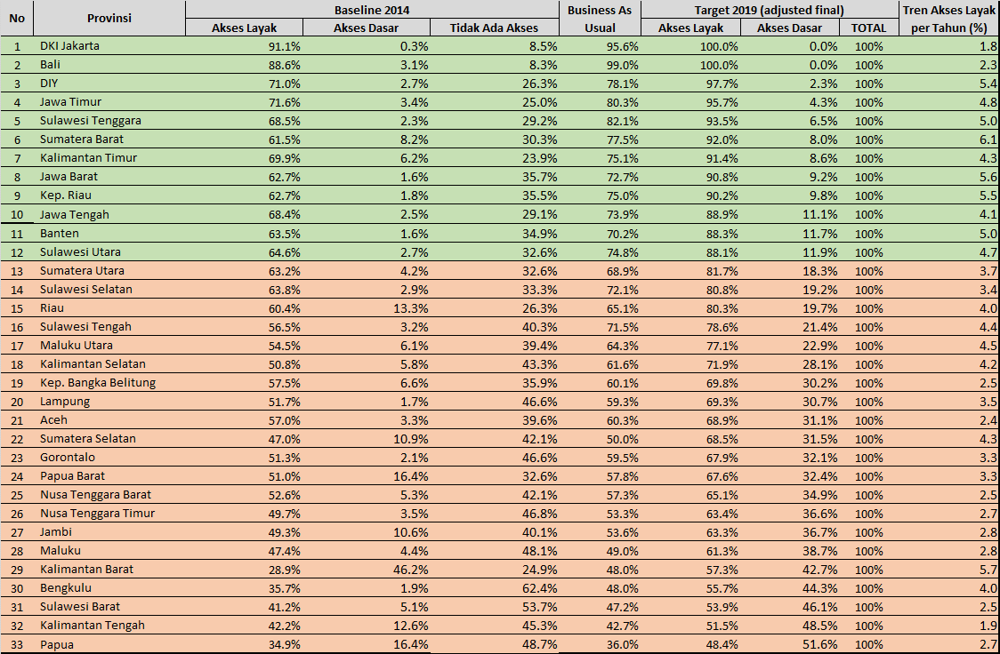 No Provinsi Baseline 2014 Business As Usual Target 2019 (adjusted final) Tren Akses Layak per Tahun (%)
Akses Layak Akses Dasar Tidak Ada Akses Akses Layak Akses Dasar TOTAL
1 DKI Jakarta 91.1% 0.3% 8.5% 95.6% 100.0% 0.0% 100% 1.8
2 Bali 88.6% 3.1% 8.3% 99.0% 100.0% 0.0% 100% 2.3
3 DIY 71.0% 2.7% 26.3% 78.1% 97.7% 2.3% 100% 5.4
4 Jawa Timur 71.6% 3.4% 25.0% 80.3% 95.7% 4.3% 100% 4.8
5 Sulawesi Tenggara 68.5% 2.3% 29.2% 82.1% 93.5% 6.5% 100% 5.0
6 Sumatera Barat 61.5% 8.2% 30.3% 77.5% 92.0% 8.0% 100% 6.1
7 Kalimantan Timur 69.9% 6.2% 23.9% 75.1% 91.4% 8.6% 100% 4.3
8 Jawa Barat 62.7% 1.6% 35.7% 72.7% 90.8% 9.2% 100% 5.6
9 Kep. Riau 62.7% 1.8% 35.5% 75.0% 90.2% 9.8% 100% 5.5
10 Jawa Tengah 68.4% 2.5% 29.1% 73.9% 88.9% 11.1% 100% 4.1
11 Banten 63.5% 1.6% 34.9% 70.2% 88.3% 11.7% 100% 5.0
12 Sulawesi Utara 64.6% 2.7% 32.6% 74.8% 88.1% 11.9% 100% 4.7
13 Sumatera Utara 63.2% 4.2% 32.6% 68.9% 81.7% 18.3% 100% 3.7
14 Sulawesi Selatan 63.8% 2.9% 33.3% 72.1% 80.8% 19.2% 100% 3.4
15 Riau 60.4% 13.3% 26.3% 65.1% 80.3% 19.7% 100% 4.0
16 Sulawesi Tengah 56.5% 3.2% 40.3% 71.5% 78.6% 21.4% 100% 4.4
17 Maluku Utara 54.5% 6.1% 39.4% 64.3% 77.1% 22.9% 100% 4.5
18 Kalimantan Selatan 50.8% 5.8% 43.3% 61.6% 71.9% 28.1% 100% 4.2
19 Kep. Bangka Belitung 57.5% 6.6% 35.9% 60.1% 69.8% 30.2% 100% 2.5
20 Lampung 51.7% 1.7% 46.6% 59.3% 69.3% 30.7% 100% 3.5
21 Aceh 57.0% 3.3% 39.6% 60.3% 68.9% 31.1% 100% 2.4
22 Sumatera Selatan 47.0% 10.9% 42.1% 50.0% 68.5% 31.5% 100% 4.3
23 Gorontalo 51.3% 2.1% 46.6% 59.5% 67.9% 32.1% 100% 3.3
24 Papua Barat 51.0% 16.4% 32.6% 57.8% 67.6% 32.4% 100% 3.3
25 Nusa Tenggara Barat 52.6% 5.3% 42.1% 57.3% 65.1% 34.9% 100% 2.5
26 Nusa Tenggara Timur 49.7% 3.5% 46.8% 53.3% 63.4% 36.6% 100% 2.7
27 Jambi 49.3% 10.6% 40.1% 53.6% 63.3% 36.7% 100% 2.8
28 Maluku 47.4% 4.4% 48.1% 49.0% 61.3% 38.7% 100% 2.8
29 Kalimantan Barat 28.9% 46.2% 24.9% 48.0% 57.3% 42.7% 100% 5.7
30 Bengkulu 35.7% 1.9% 62.4% 48.0% 55.7% 44.3% 100% 4.0
31 Sulawesi Barat 41.2% 5.1% 53.7% 47.2% 53.9% 46.1% 100% 2.5
32 Kalimantan Tengah 42.2% 12.6% 45.3% 42.7% 51.5% 48.5% 100% 1.9
33 Papua 34.9% 16.4% 48.7% 36.0% 48.4% 51.6% 100% 2.7